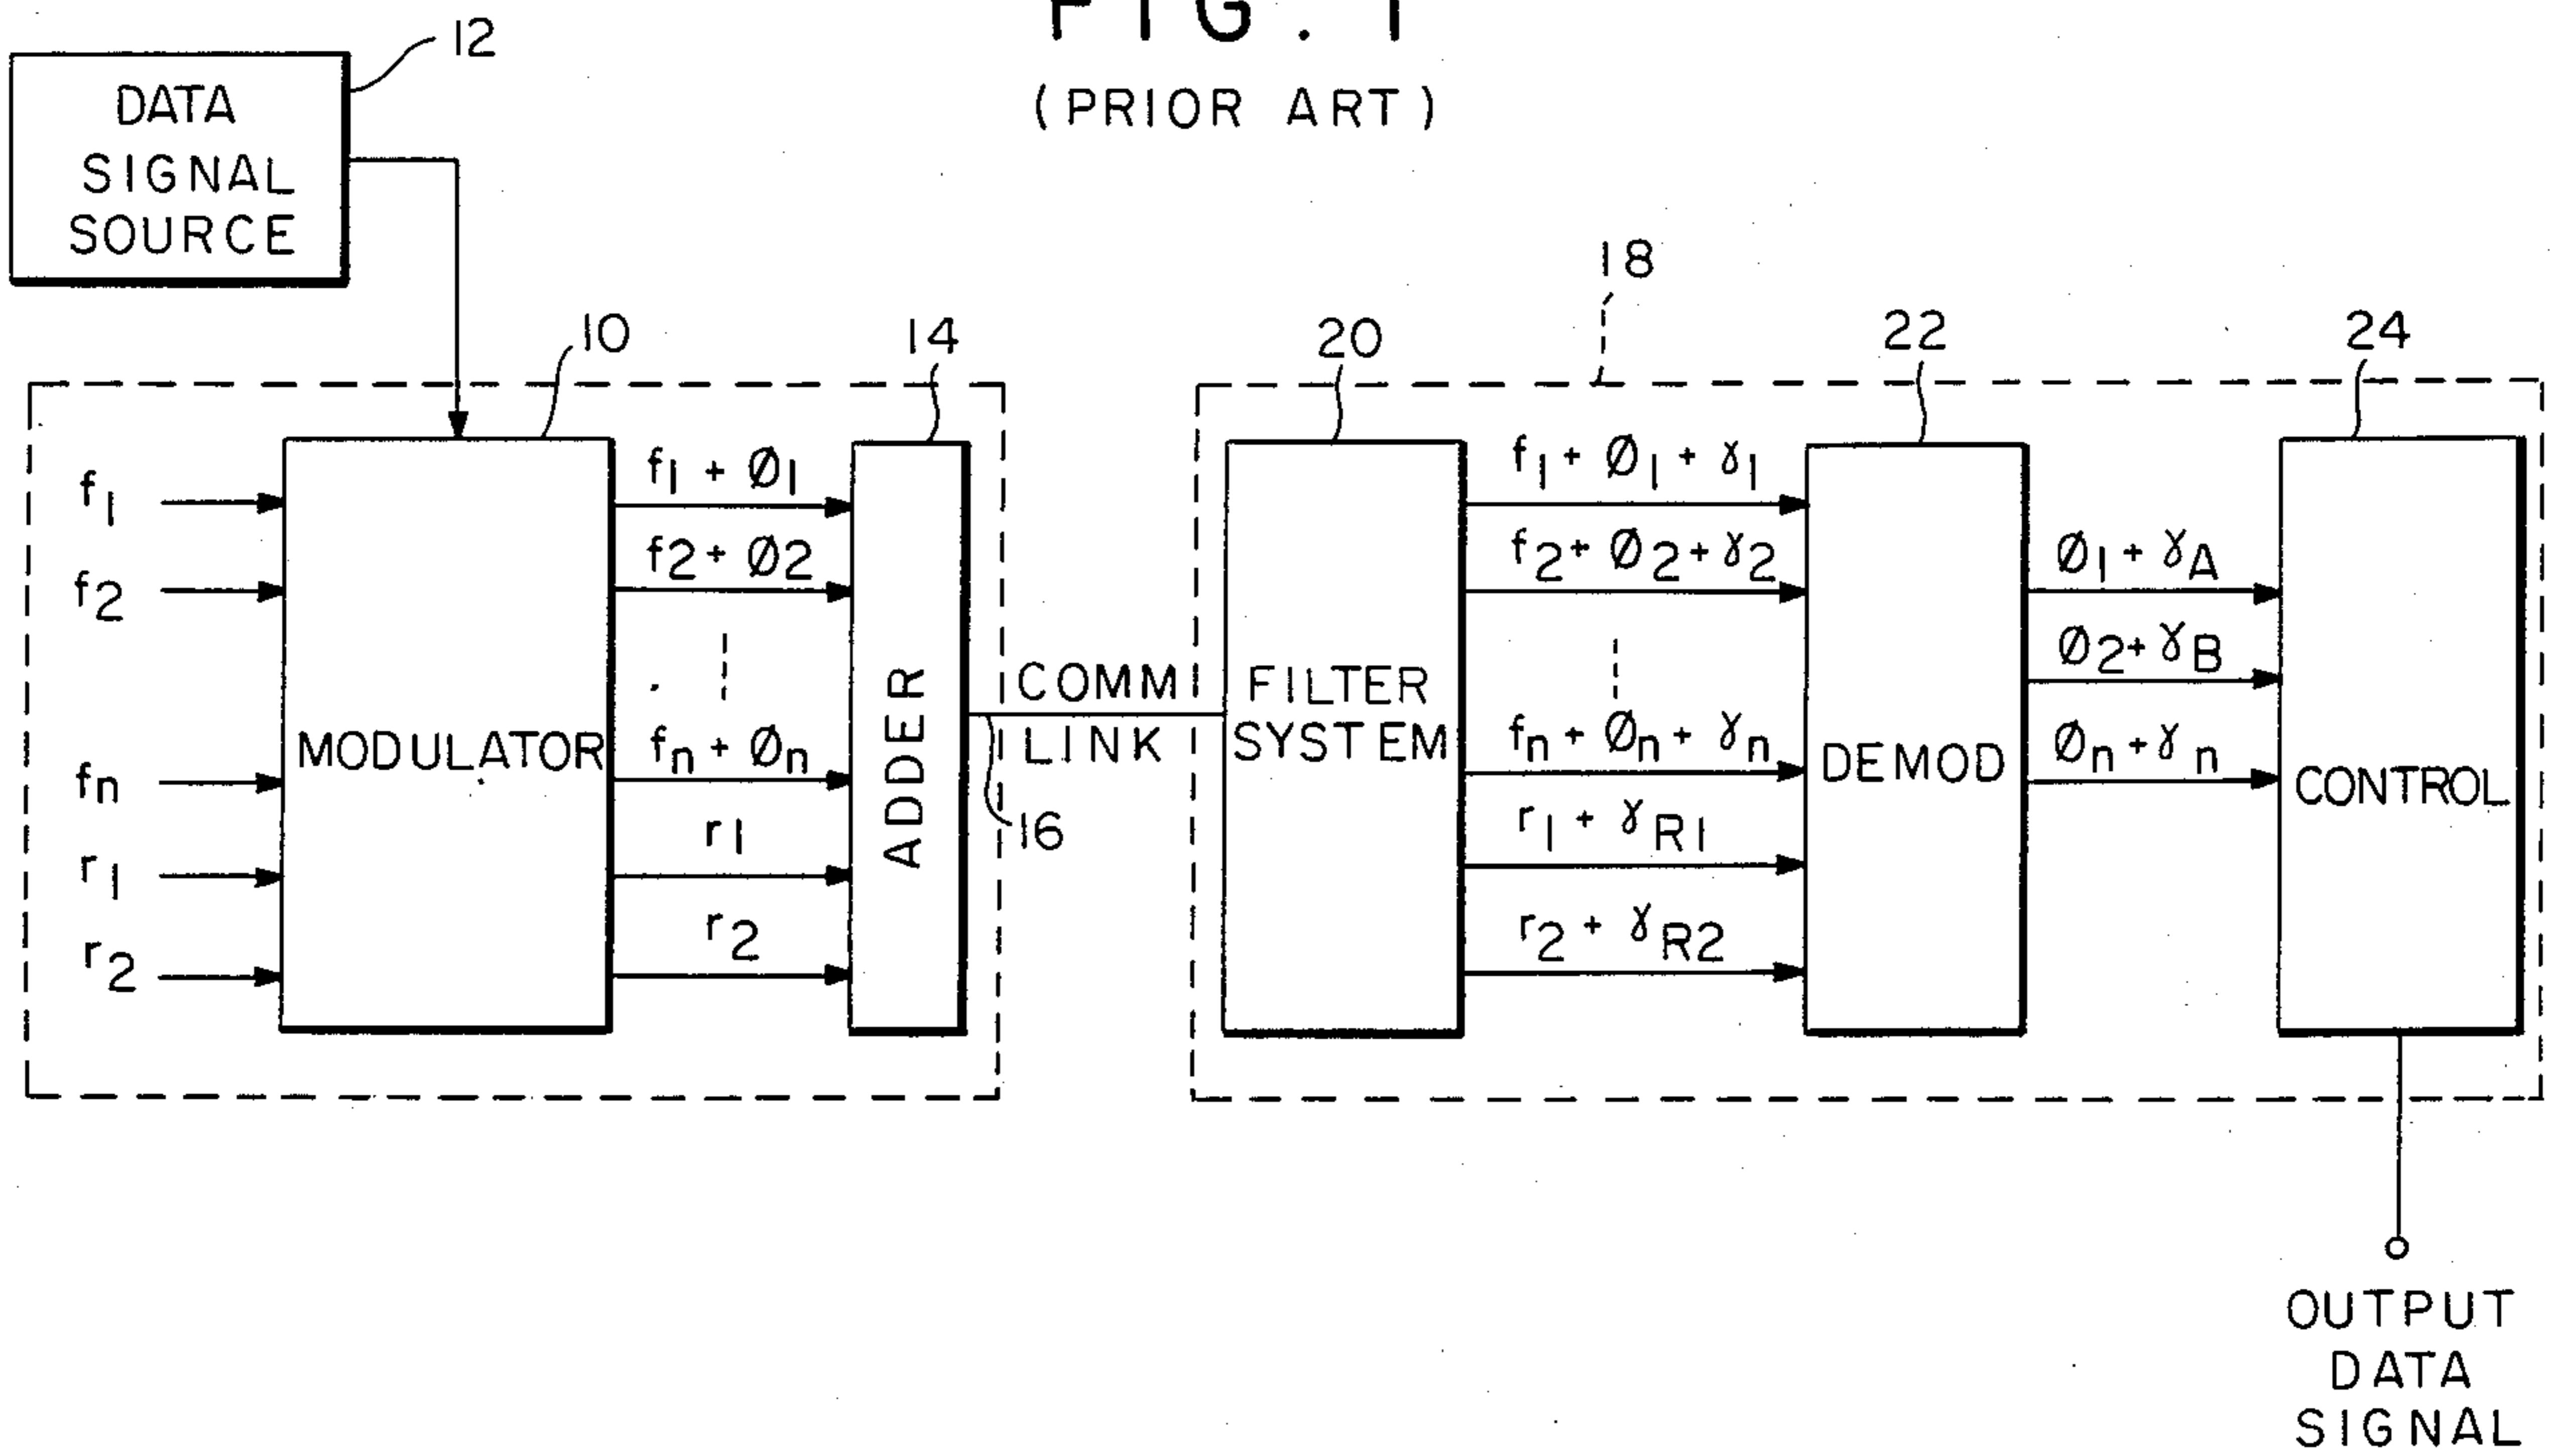 FIG. 1
(PRIOR ART)
12
DATA
SIGNAL
SOURCE
18
10
14
20
22
24
f1
f2
fn
r1
r2
MODULATOR
f1 + Ø1
f2 + Ø2
fn + Øn
r1
r2
ADDER
COMM
LINK
16
FILTER
SYSTEM
f1 + Ø1 + γ1
f2 + Ø2 + γ2
fn + Øn + γn
r1 + γR1
r2 + γR2
DEMOD
Ø1 + γA
Ø2 + γB
Øn + γn
CONTROL
OUTPUT
DATA
SIGNAL